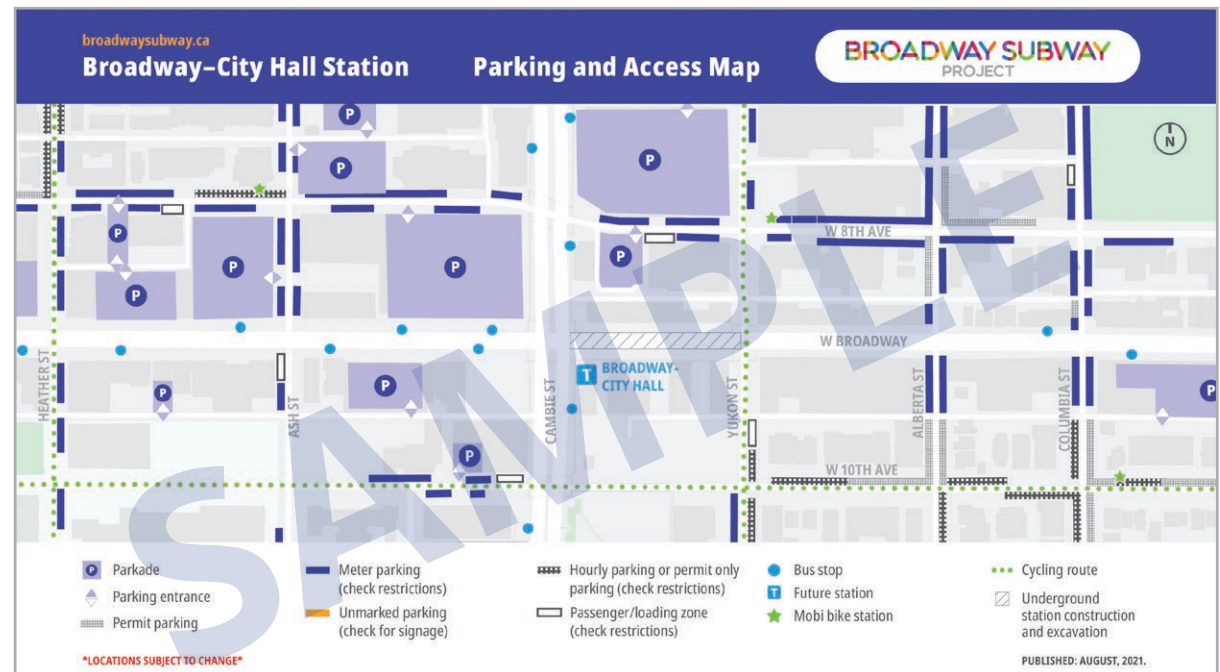 broadwaysubway.ca
Broadway–City Hall Station
Parking and Access Map
BROADWAY SUBWAY
PROJECT
N
P
P
P
P
P
P
P
P
P
P
P
P
P
W 8TH AVE
W BROADWAY
W 10TH AVE
HEATHER ST
ASH ST
CAMBIE ST
YUKON ST
ALBERTA ST
COLUMBIA ST
T BROADWAY-
CITY HALL
SAMPLE
P Parkade
Parking entrance
Permit parking
Meter parking
(check restrictions)
Unmarked parking
(check for signage)
Hourly parking or permit only
parking (check restrictions)
Passenger/loading zone
(check restrictions)
Bus stop
T Future station
Mobi bike station
Cycling route
Underground
station construction
and excavation
*LOCATIONS SUBJECT TO CHANGE*
PUBLISHED: AUGUST, 2021.